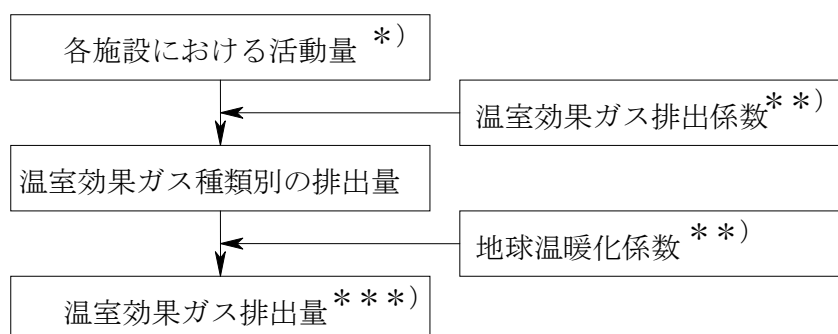 各施設における活動量 *)
温室効果ガス排出係数**)
温室効果ガス種類別の排出量
地球温暖化係数 **)
温室効果ガス排出量***)